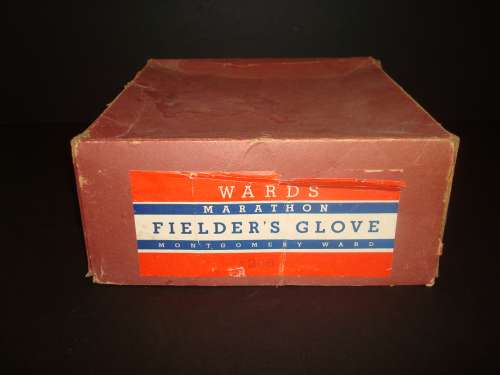 WARDS
MARATHON
FIELDER'S GLOVE
MONTGOMERY WARD